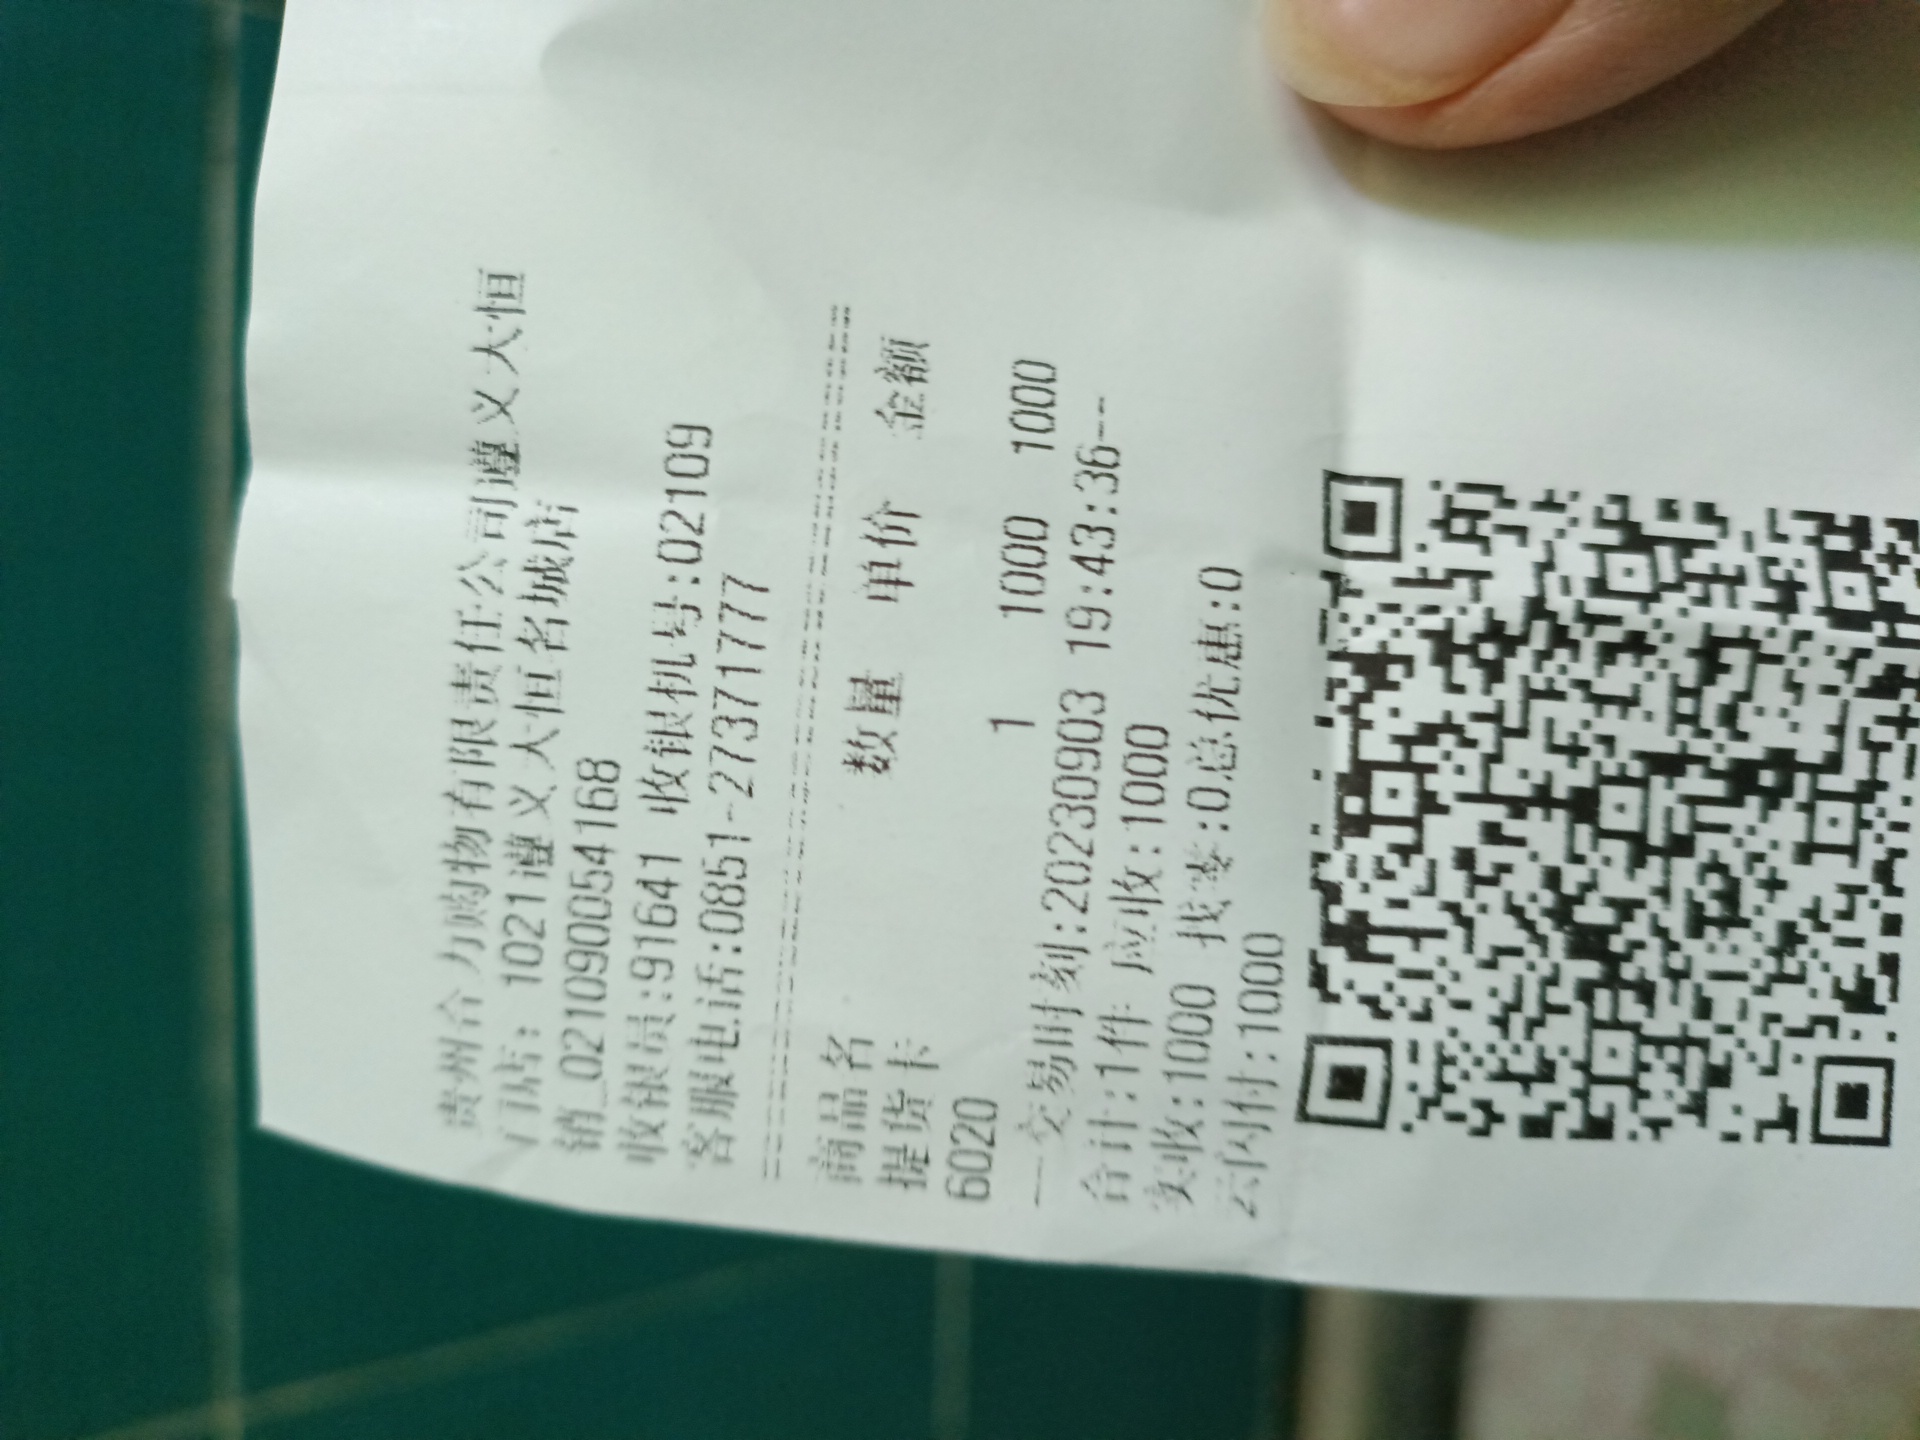 贵州合力购物有限责任公司遵义大恒
门店: 1021遵义大恒名城店
销_021090054168
收银员:91641 收银机号:02109
客服电话:0851-27371777
商品名 数量 单价 金额
提货卡
6020 1 1000 1000
—交易时刻:20230903 19:43:36--
合计:1件 应收:1000
实收:1000 找零:0总优惠:0
云闪付:1000